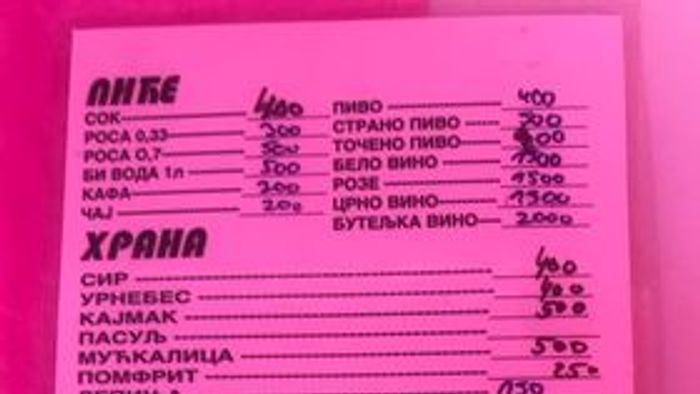 ПИЋЕ
СОК 400
РОСА 0,33 300
РОСА 0,7 500
БИ ВОДА 1л 500
КАФА 200
ЧАЈ 200
ПИВО 400
СТРАНО ПИВО 500
ТОЧЕНО ПИВО
БЕЛО ВИНО 1500
РОЗЕ 1500
ЦРНО ВИНО 1500
БУТЕЉКА ВИНО 2000
ХРАНА
СИР 400
УРНЕБЕС 400
КАЈМАК 500
ПАСУЉ
МУЋКАЛИЦА 500
ПОМФРИТ 250
150